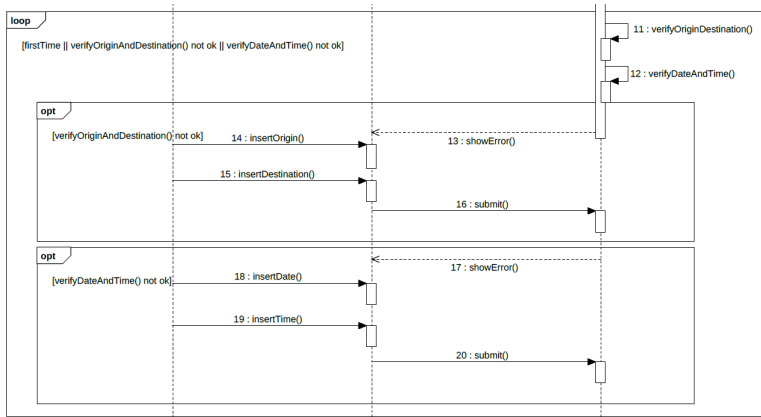 loop
11 : verifyOriginDestination()
[firstTime || verifyOriginAndDestination() not ok || verifyDateAndTime() not ok]
12 : verifyDateAndTime()
opt
[verifyOriginAndDestination() not ok]
14 : insertOrigin()
13 : showError()
15 : insertDestination()
16 : submit()
opt
17 : showError()
[verifyDateAndTime() not ok]
18 : insertDate()
19 : insertTime()
20 : submit()